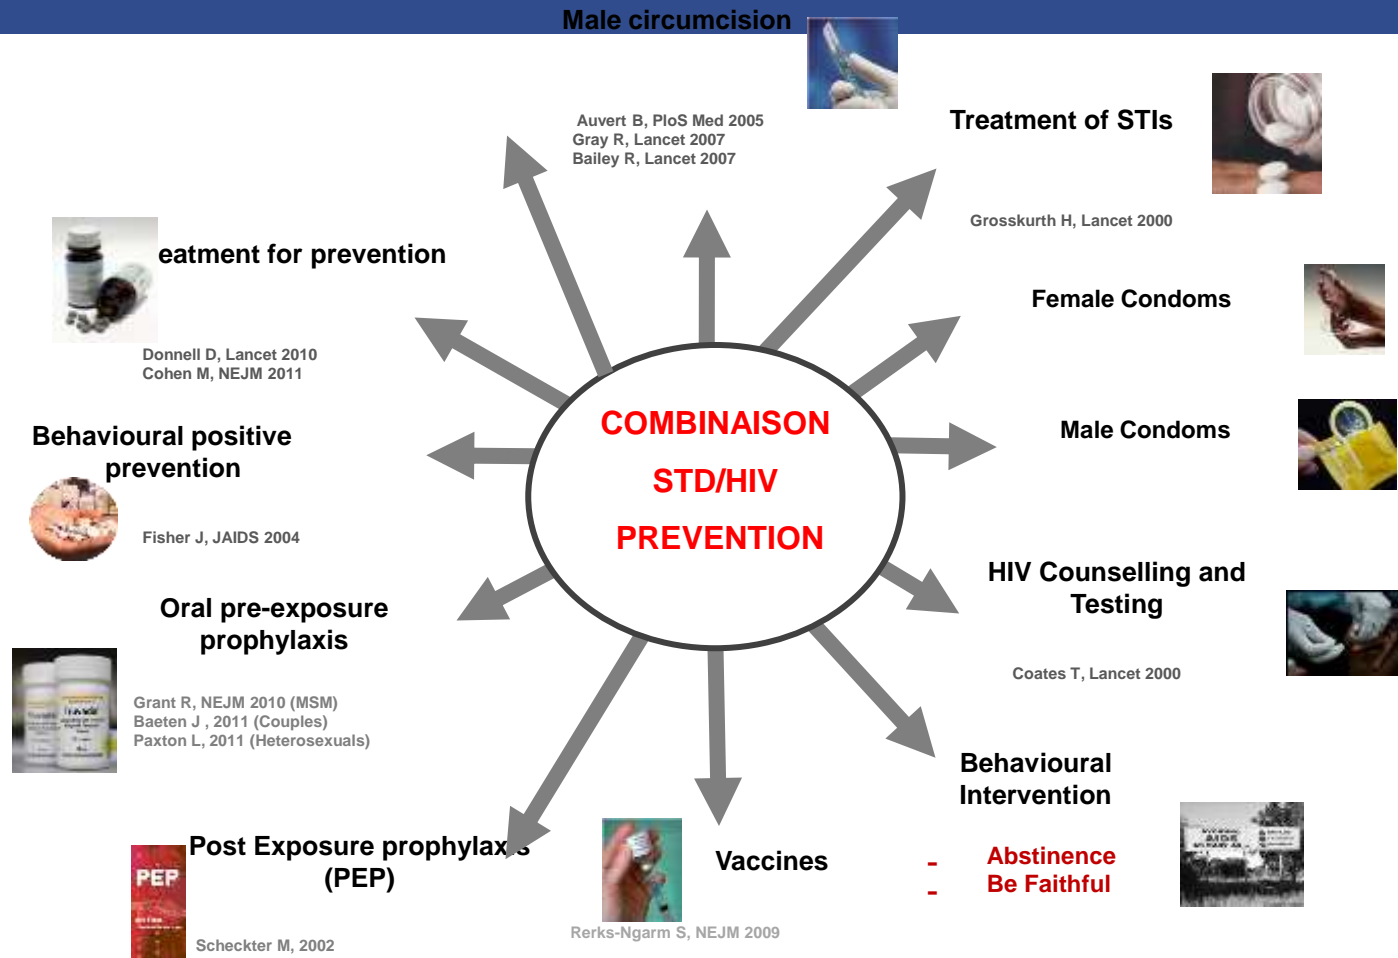 Male circumcision
Auvert B, PloS Med 2005
Gray R, Lancet 2007
Bailey R, Lancet 2007
Treatment of STIs
Grosskurth H, Lancet 2000
eatment for prevention
Donnell D, Lancet 2010
Cohen M, NEJM 2011
Female Condoms
Male Condoms
COMBINAISON
STD/HIV
PREVENTION
Behavioural positive
prevention
Fisher J, JAIDS 2004
HIV Counselling and
Testing
Coates T, Lancet 2000
Oral pre-exposure
prophylaxis
Truvada
Grant R, NEJM 2010 (MSM)
Baeten J , 2011 (Couples)
Paxton L, 2011 (Heterosexuals)
Behavioural
Intervention
- Abstinence
- Be Faithful
AIDS
Post Exposure prophylaxis
(PEP)
PEP
Scheckter M, 2002
Vaccines
Rerks-Ngarm S, NEJM 2009